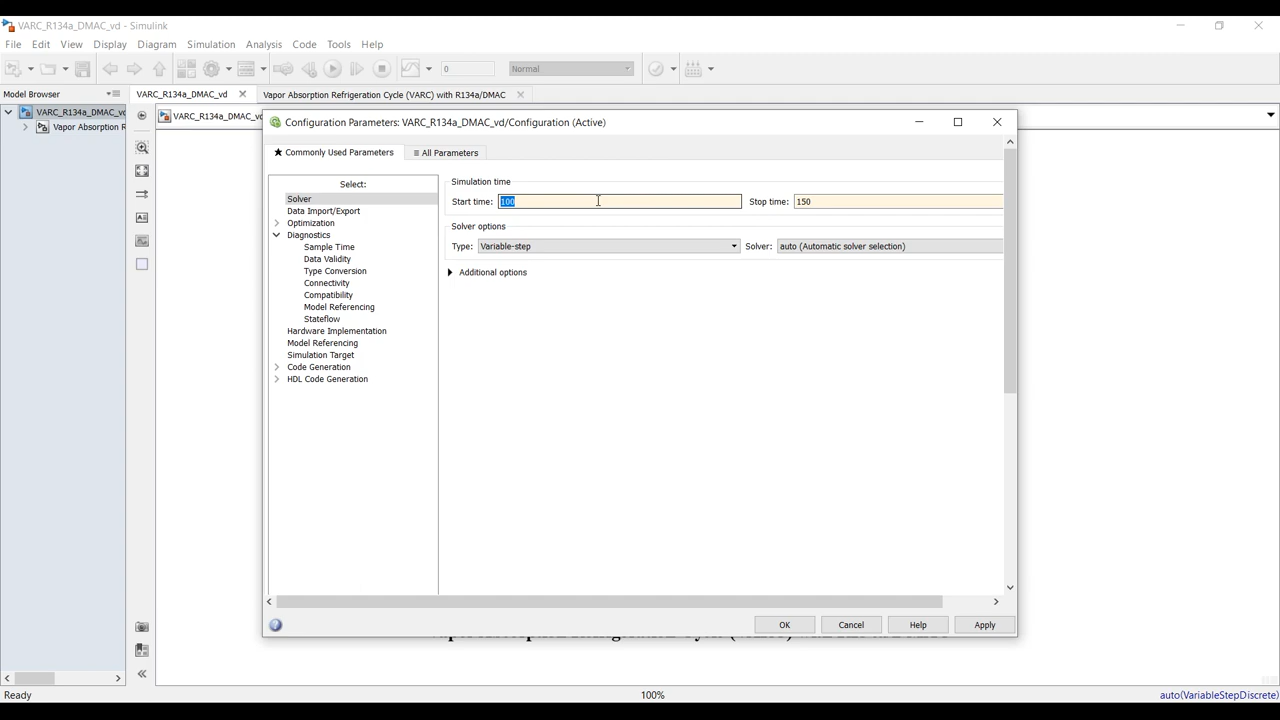 VARC_R134a_DMAC_vd - Simulink
File Edit View Display Diagram Simulation Analysis Code Tools Help
0
Normal
Model Browser
VARC_R134a_DMAC_vd
Vapor Absorption Refrigeration Cycle (VARC) with R134a/DMAC
VARC_R134a_DMAC_vd
Vapor Absorption R
VARC_R134a_DMAC_vd
Configuration Parameters: VARC_R134a_DMAC_vd/Configuration (Active)
★ Commonly Used Parameters
≡ All Parameters
Select:
Solver
Data Import/Export
Optimization
Diagnostics
Sample Time
Data Validity
Type Conversion
Connectivity
Compatibility
Model Referencing
Stateflow
Hardware Implementation
Model Referencing
Simulation Target
Code Generation
HDL Code Generation
Simulation time
Start time: 100 Stop time: 150
Solver options
Type: Variable-step Solver: auto (Automatic solver selection)
Additional options
OK Cancel Help Apply
Ready
100%
auto(VariableStepDiscrete)